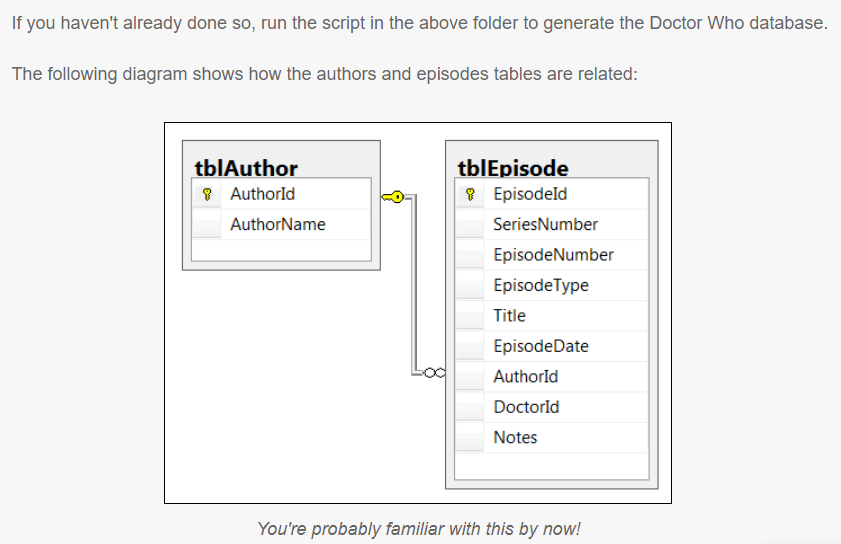 If you haven't already done so, run the script in the above folder to generate the Doctor Who database.
The following diagram shows how the authors and episodes tables are related:
tblAuthor
AuthorId
AuthorName
tblEpisode
EpisodeId
SeriesNumber
EpisodeNumber
EpisodeType
Title
EpisodeDate
AuthorId
DoctorId
Notes
You're probably familiar with this by now!